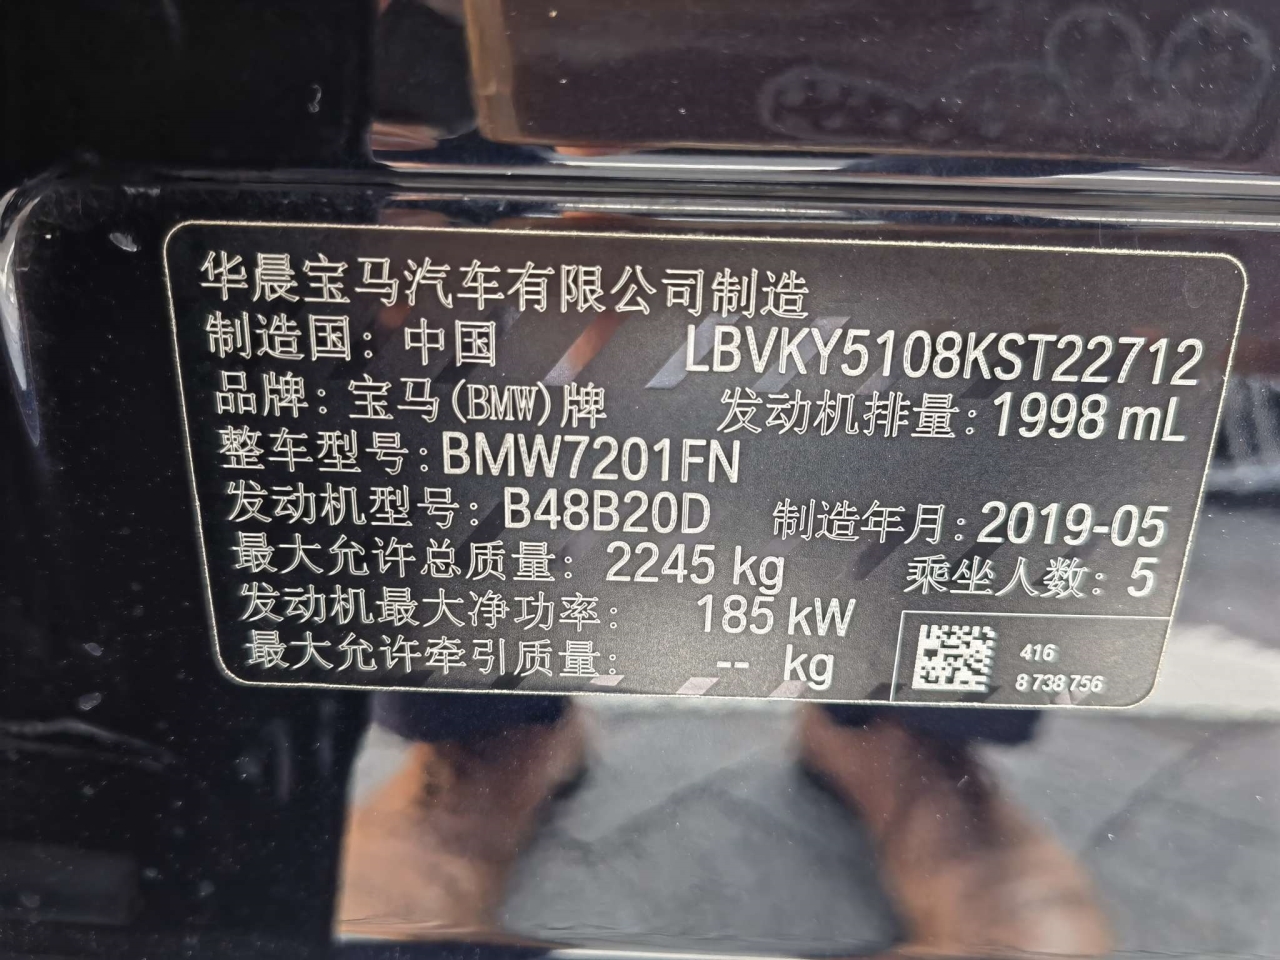 华晨宝马汽车有限公司制造
制造国：中国 LBVKY5108KST22712
品牌：宝马(BMW)牌 发动机排量：1998 mL
整车型号：BMW7201FN
发动机型号：B48B20D 制造年月：2019-05
最大允许总质量：2245 kg 乘坐人数：5
发动机最大净功率：185 kW
最大允许牵引质量：-- kg
416
8 738 756